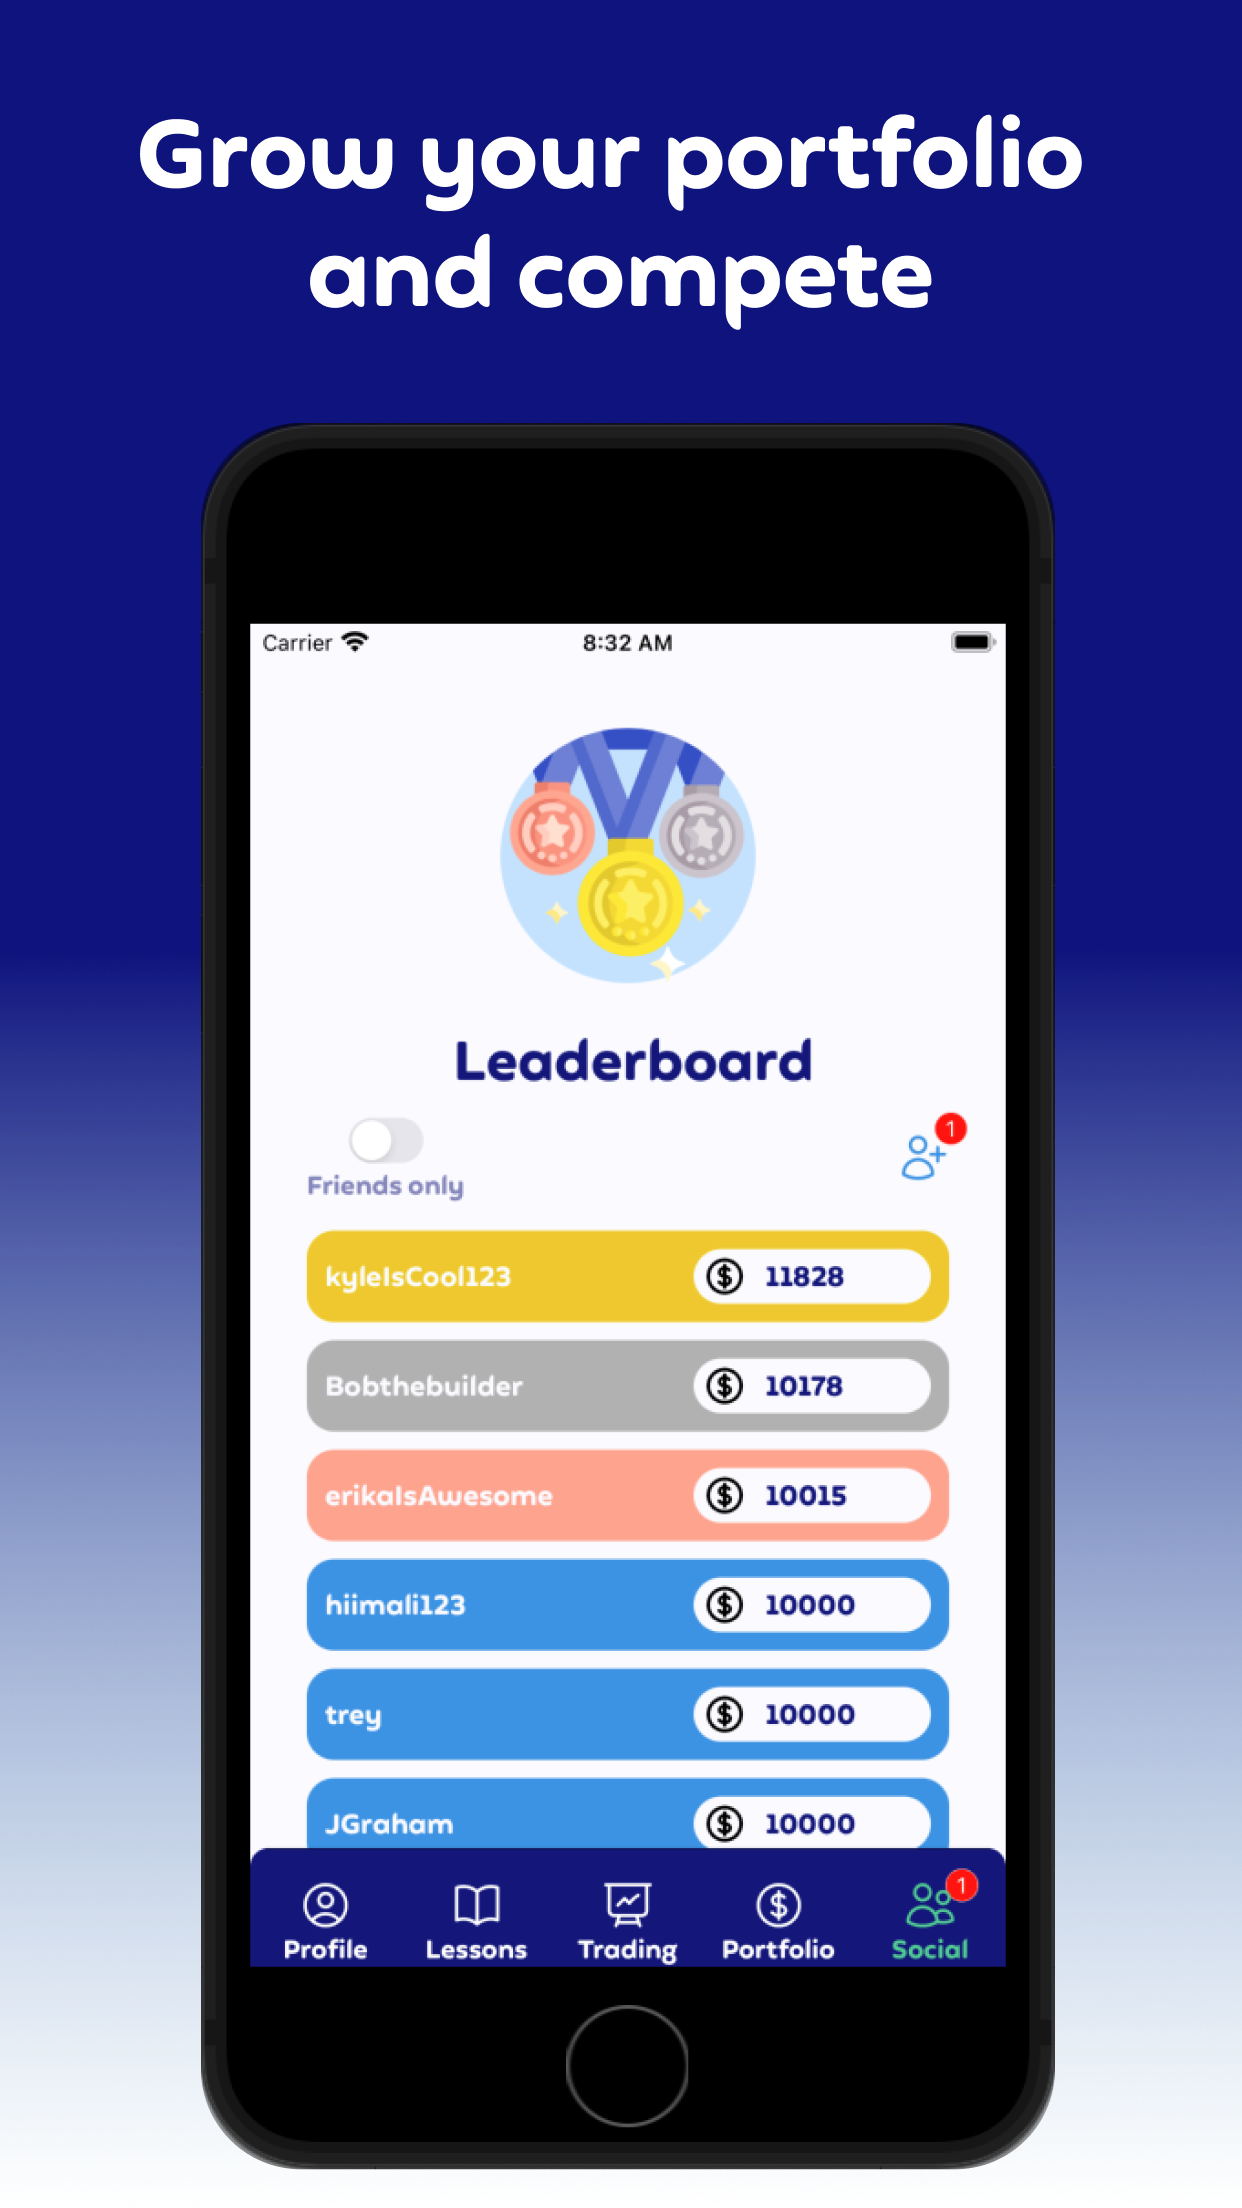 Grow your portfolio
and compete
Carrier
8:32 AM
Leaderboard
1
Friends only
kyleIsCool123 $ 11828
Bobthebuilder $ 10178
erikaIsAwesome $ 10015
hiimali123 $ 10000
trey $ 10000
JGraham $ 10000
$ 1
Profile Lessons Trading Portfolio Social